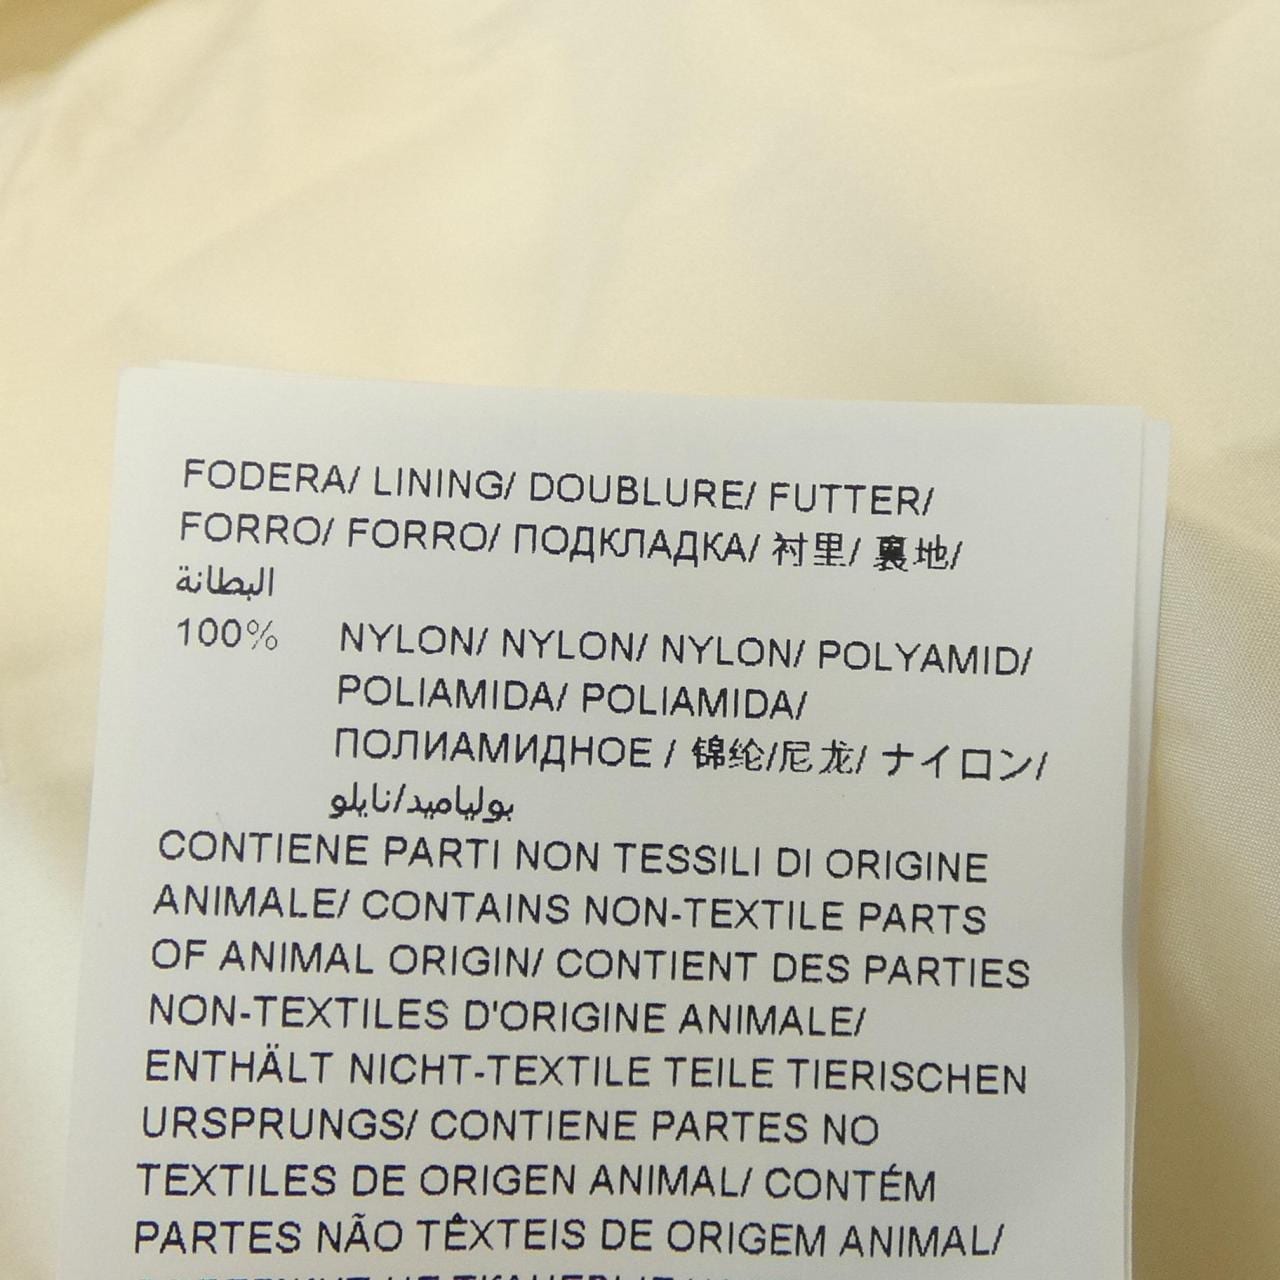 FODERA/ LINING/ DOUBLURE/ FUTTER/
FORRO/ FORRO/ ПОДКЛАДКА/ 衬里/ 裏地/
البطانة
100% NYLON/ NYLON/ NYLON/ POLYAMID/
POLIAMIDA/ POLIAMIDA/
ПОЛИАМИДНОЕ / 锦纶/尼龙/ ナイロン/
بولياميد/نايلو
CONTIENE PARTI NON TESSILI DI ORIGINE
ANIMALE/ CONTAINS NON-TEXTILE PARTS
OF ANIMAL ORIGIN/ CONTIENT DES PARTIES
NON-TEXTILES D'ORIGINE ANIMALE/
ENTHÄLT NICHT-TEXTILE TEILE TIERISCHEN
URSPRUNGS/ CONTIENE PARTES NO
TEXTILES DE ORIGEN ANIMAL/ CONTÉM
PARTES NÃO TÊXTEIS DE ORIGEM ANIMAL/